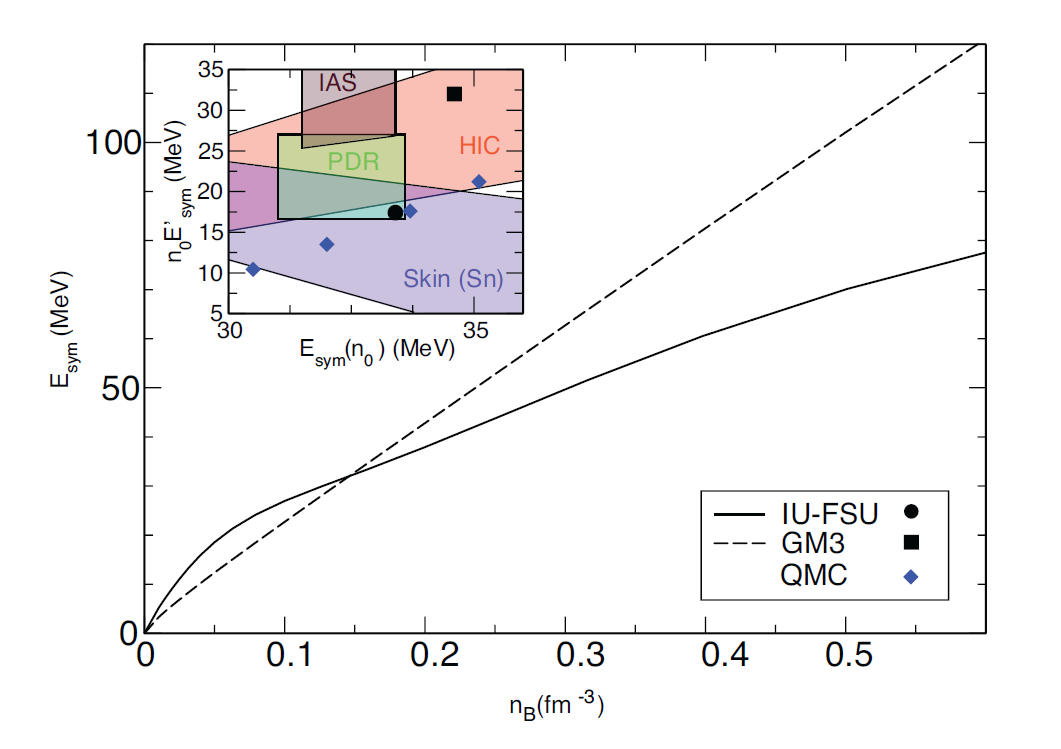 35
IAS
30
HIC
25
PDR
20
15
10
Skin (Sn)
5
30
35
n0E'sym (MeV)
Esym(n0 ) (MeV)
100
50
0
Esym (MeV)
IU-FSU
GM3
QMC
0
0.1
0.2
0.3
0.4
0.5
nB(fm -3)